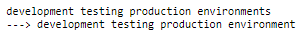 development testing production environments
---> development testing production environment